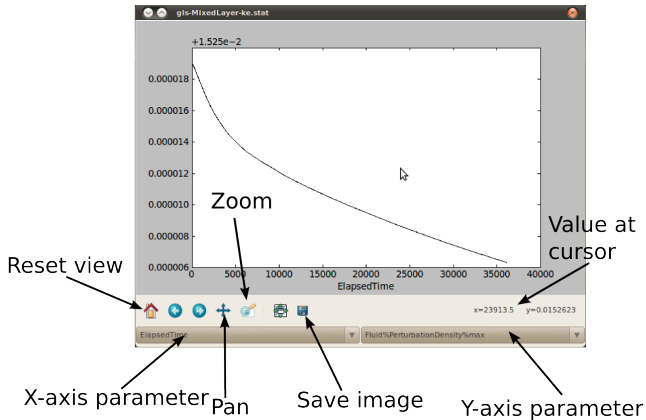 gls-MixedLayer-ke.stat
+1.525e−2
0.000018
0.000016
0.000014
0.000012
0.000010
0.000008
0.000006
0 5000 10000 15000 20000 25000 30000 35000 40000
ElapsedTime
Zoom
Value at
cursor
Reset view
x=23913.5 y=0.0152623
ElapsedTime
Fluid%PerturbationDensity%max
X-axis parameter
Pan
Save image
Y-axis parameter